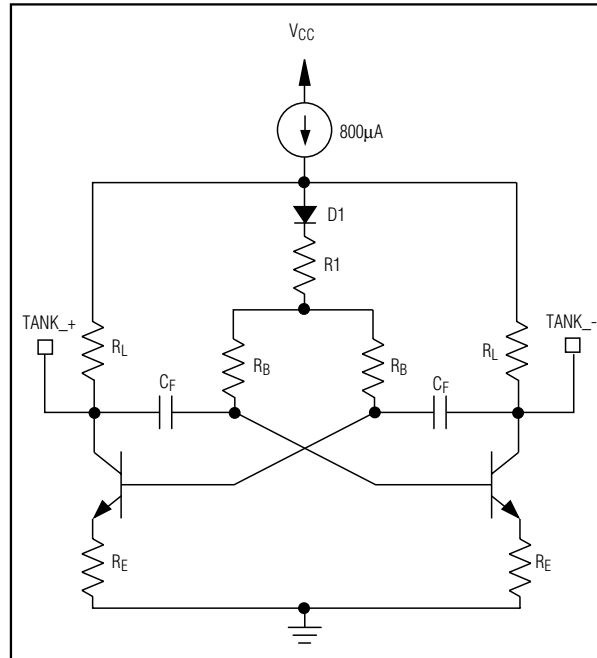 VCC
800µA
D1
R1
TANK_+
TANK_-
RL
RB
RB
RL
CF
CF
RE
RE